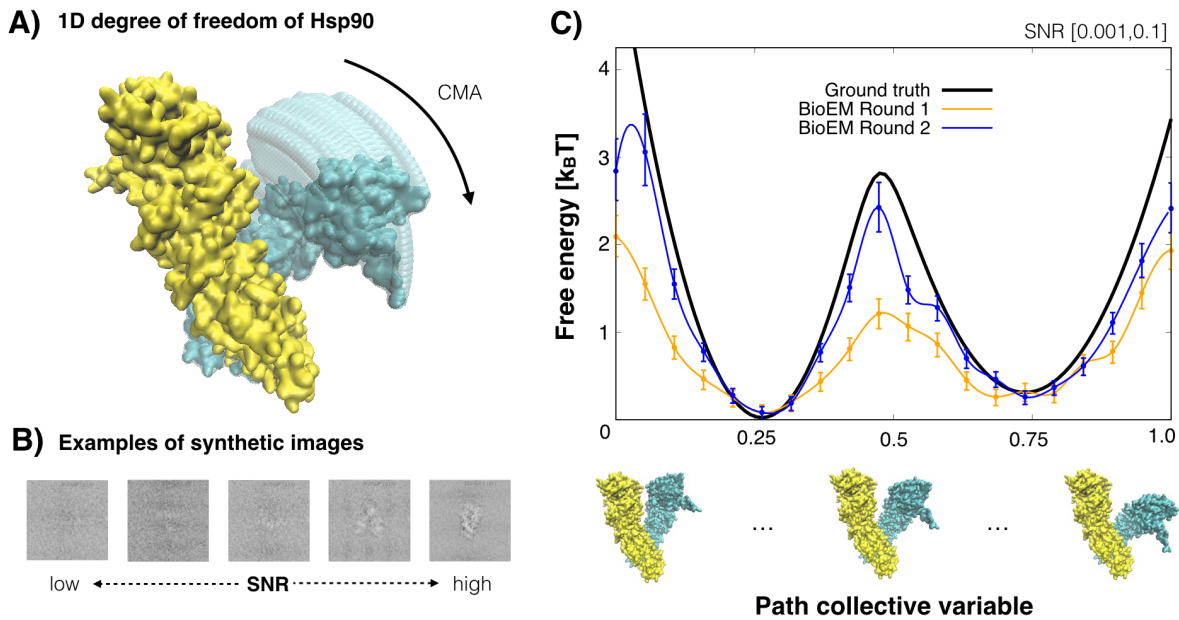 A) 1D degree of freedom of Hsp90
CMA
B) Examples of synthetic images
low SNR high
C)
SNR [0.001,0.1]
Ground truth
BioEM Round 1
BioEM Round 2
Free energy [kBT]
4
3
2
1
0 0.25 0.5 0.75 1.0
... ...
Path collective variable